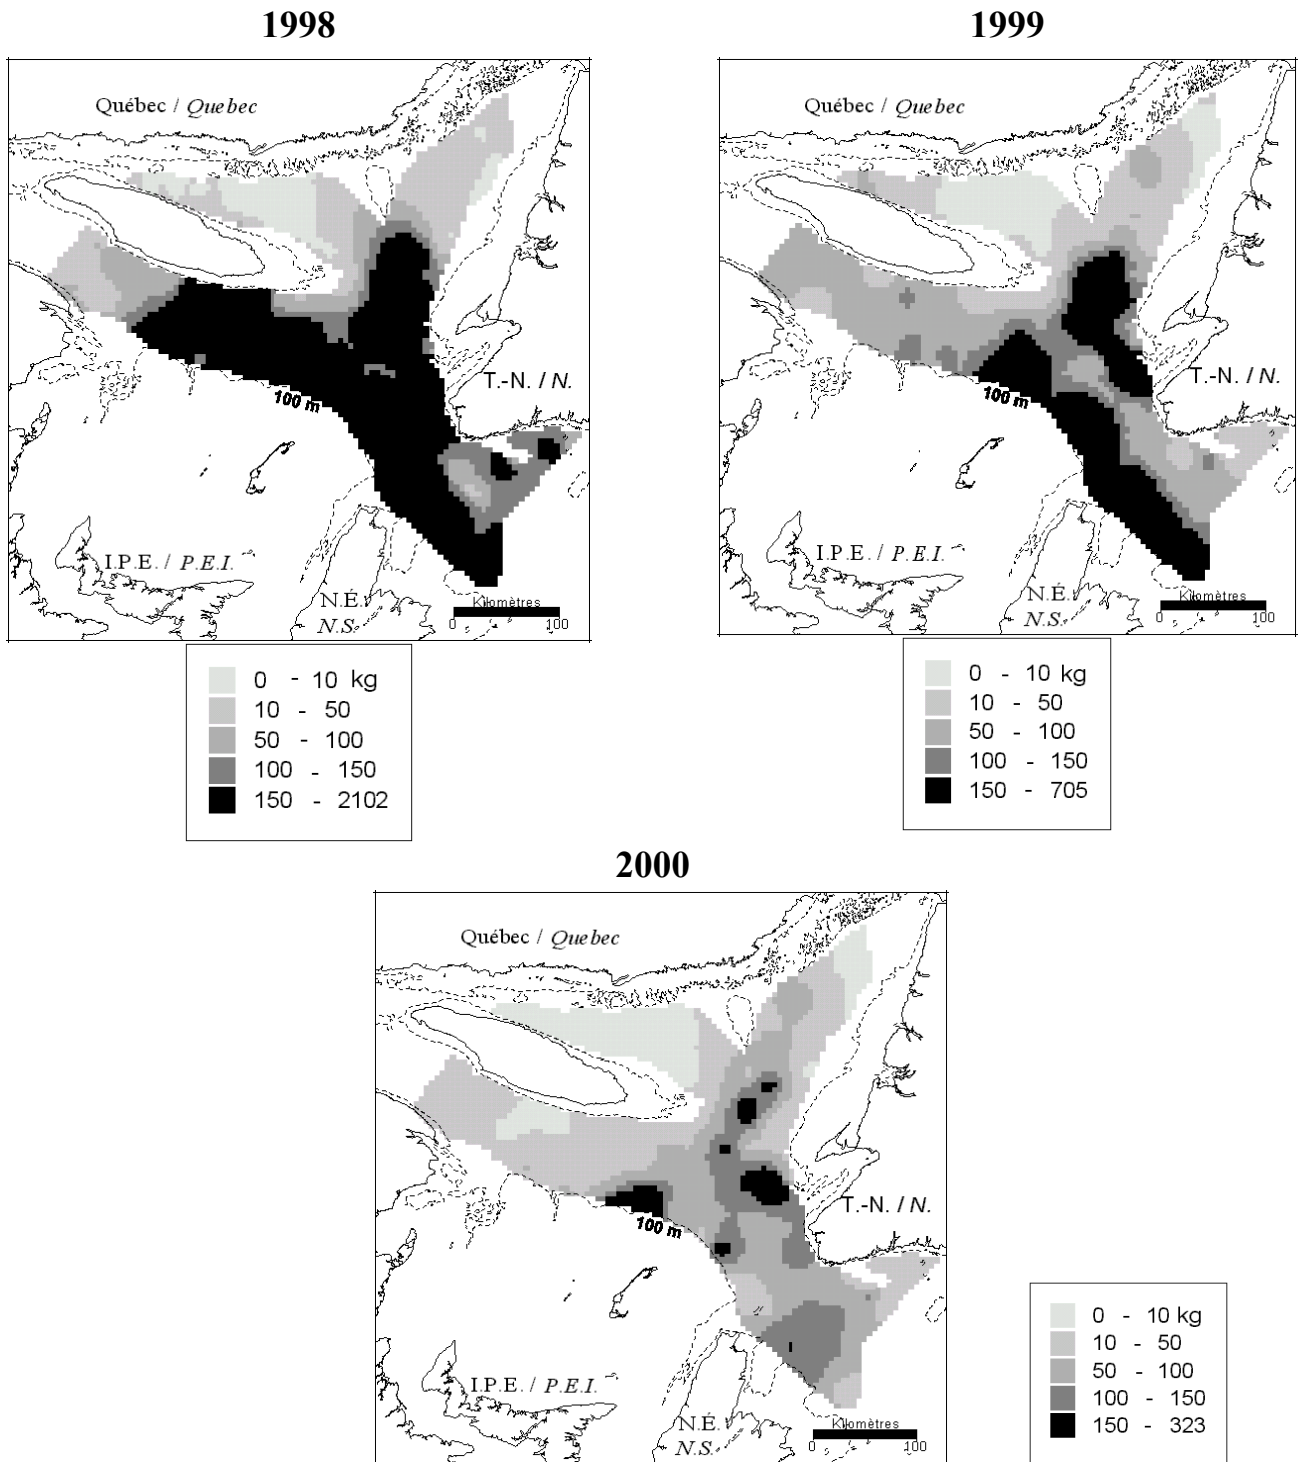 1998
Québec / Quebec
T.-N. / N.
100 m
I.P.E. / P.E.I.
N.É.
N.S.
Kilomètres
0 100
0 - 10 kg
10 - 50
50 - 100
100 - 150
150 - 2102
1999
Québec / Quebec
T.-N. / N.
100 m
I.P.E. / P.E.I.
N.É.
N.S.
Kilomètres
0 100
0 - 10 kg
10 - 50
50 - 100
100 - 150
150 - 705
2000
Québec / Quebec
T.-N. / N.
100 m
I.P.E. / P.E.I.
N.É.
N.S.
Kilomètres
0 100
0 - 10 kg
10 - 50
50 - 100
100 - 150
150 - 323